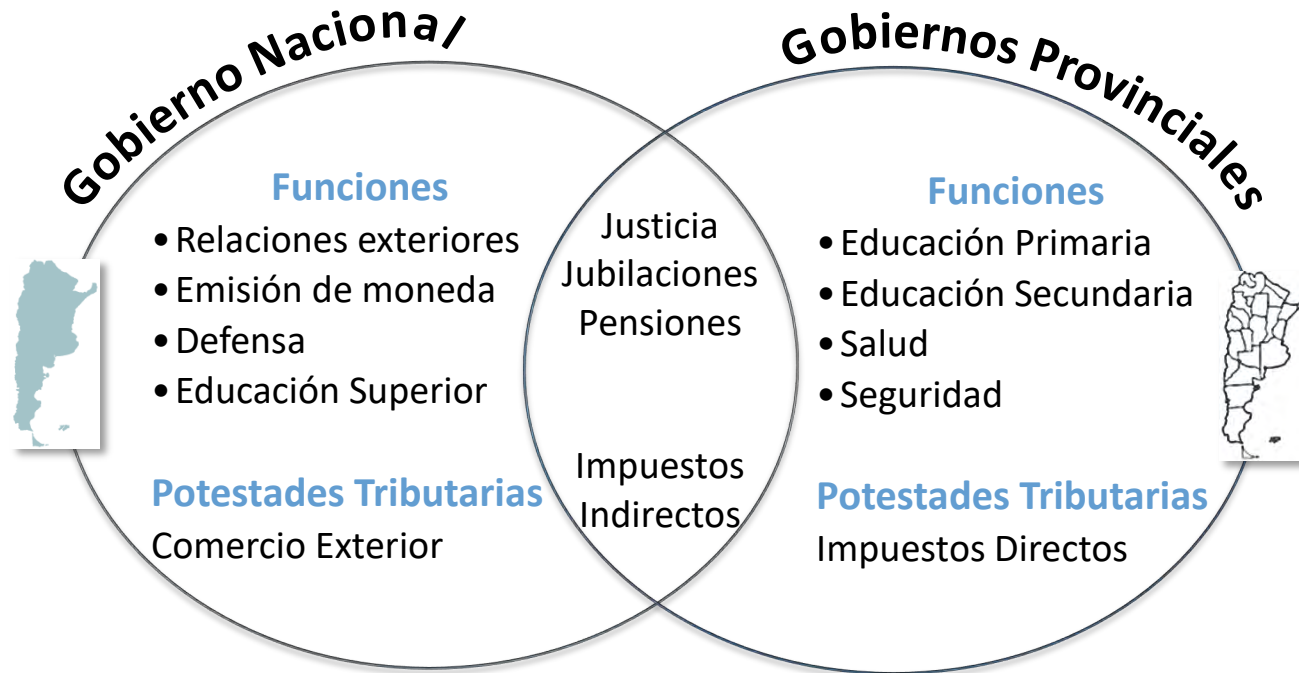 Gobierno Nacional
Funciones
•Relaciones exteriores
•Emisión de moneda
•Defensa
•Educación Superior
Potestades Tributarias
Comercio Exterior
Justicia
Jubilaciones
Pensiones
Impuestos
Indirectos
Gobiernos Provinciales
Funciones
•Educación Primaria
•Educación Secundaria
•Salud
•Seguridad
Potestades Tributarias
Impuestos Directos